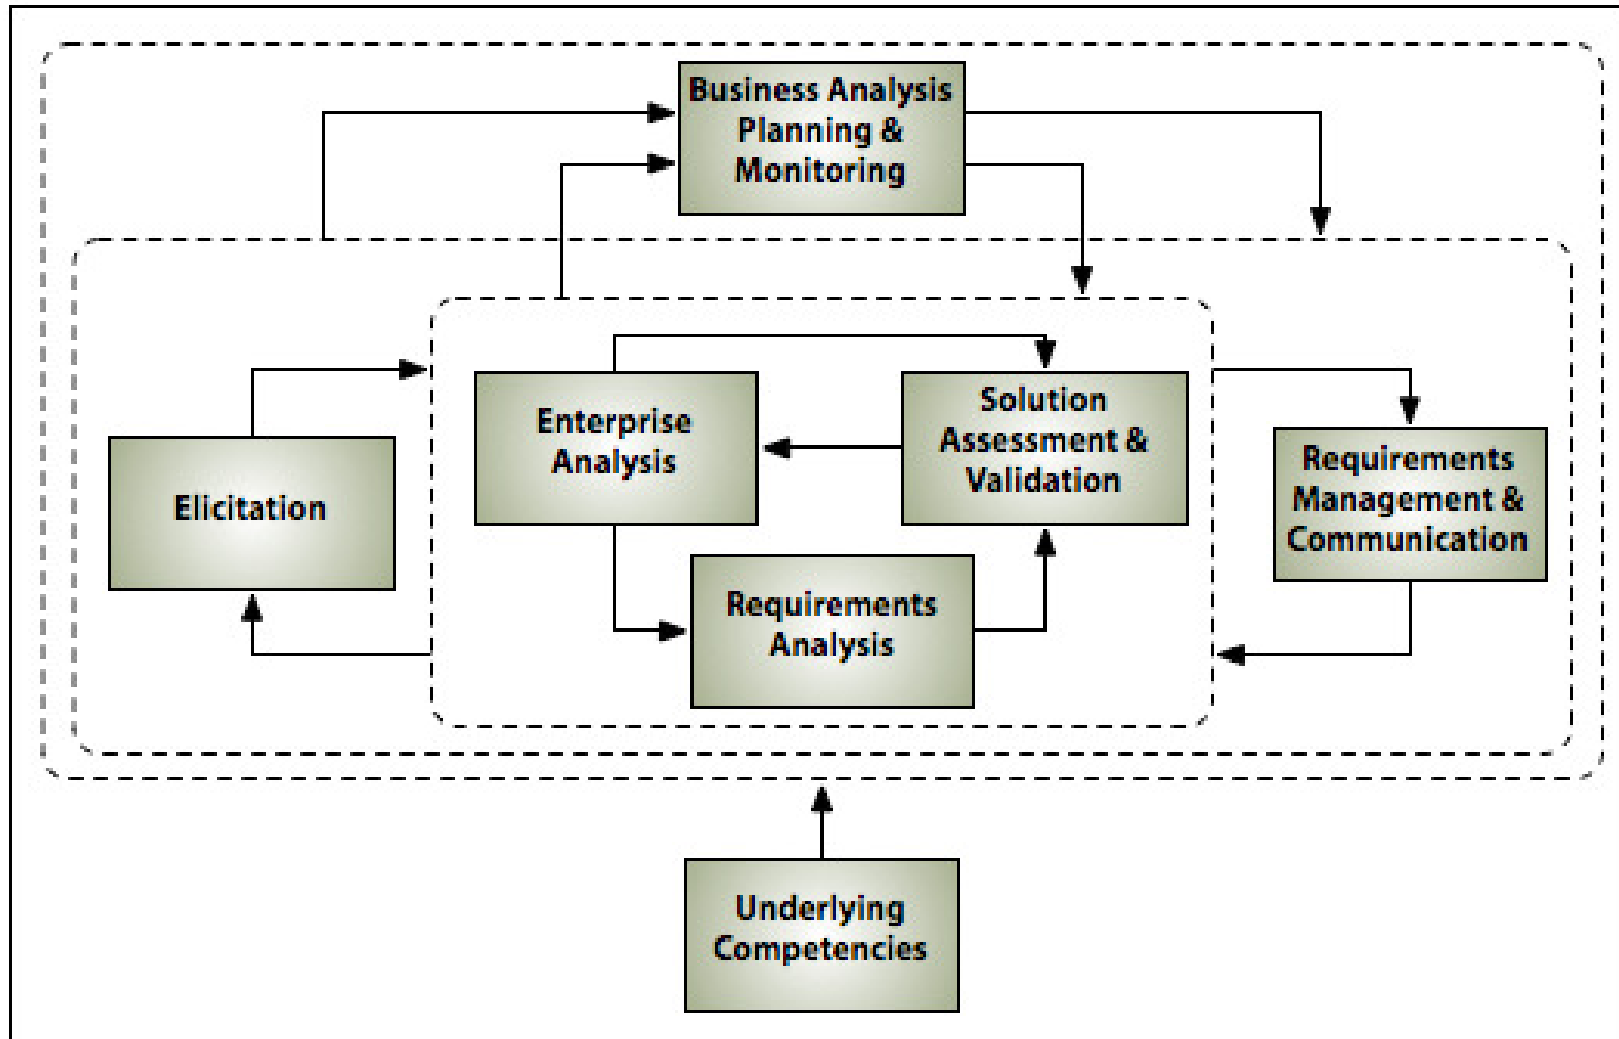 Business Analysis
Planning &
Monitoring
Enterprise
Analysis
Solution
Assessment &
Validation
Elicitation
Requirements
Management &
Communication
Requirements
Analysis
Underlying
Competencies